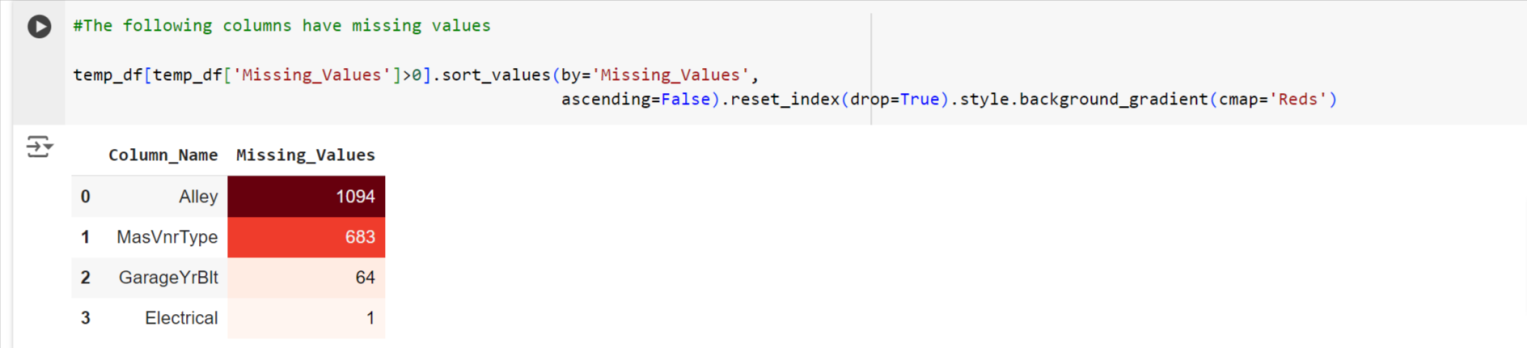 #The following columns have missing values
temp_df[temp_df['Missing_Values']>0].sort_values(by='Missing_Values',
ascending=False).reset_index(drop=True).style.background_gradient(cmap='Reds')
Column_Name Missing_Values
0 Alley 1094
1 MasVnrType 683
2 GarageYrBlt 64
3 Electrical 1